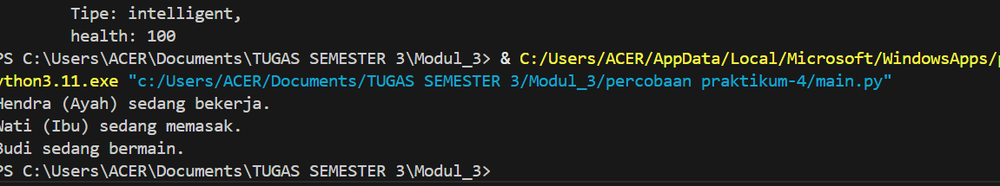 Tipe: intelligent,
health: 100
PS C:\Users\ACER\Documents\TUGAS SEMESTER 3\Modul_3> & C:/Users/ACER/AppData/Local/Microsoft/WindowsApps/p
ython3.11.exe "c:/Users/ACER/Documents/TUGAS SEMESTER 3/Modul_3/percobaan praktikum-4/main.py"
Hendra (Ayah) sedang bekerja.
Wati (Ibu) sedang memasak.
Budi sedang bermain.
PS C:\Users\ACER\Documents\TUGAS SEMESTER 3\Modul_3>